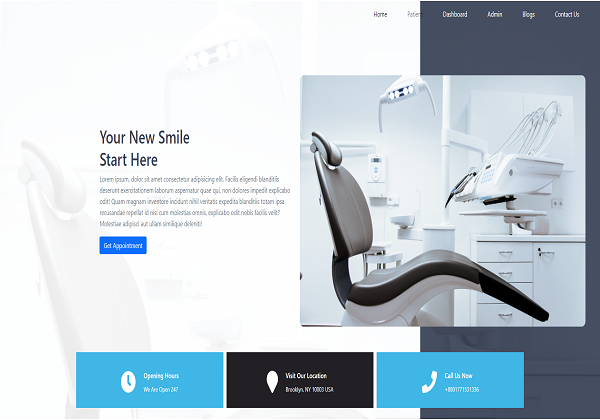 Home Patient Dashboard Admin Blogs Contact Us
Your New Smile
Start Here
Lorem ipsum, dolor sit amet consectetur adipisicing elit. Facilis eligendi blanditiis
deserunt exercitationem laborum aspernatur quae qui, non dolores impedit explicabo
odit! Quam magnam inventore incidunt nihil veritatis expedita blanditiis totam ipsa
recusandae repellat id nisi cum molestias omnis, explicabo odit nobis facilis velit?
Molestiae adipisci aut ullam similique deleniti!
Get Appointment
Opening Hours
We Are Open 24/7
Visit Our Location
Brooklyn, NY 10003 USA
Call Us Now
+8801771531336